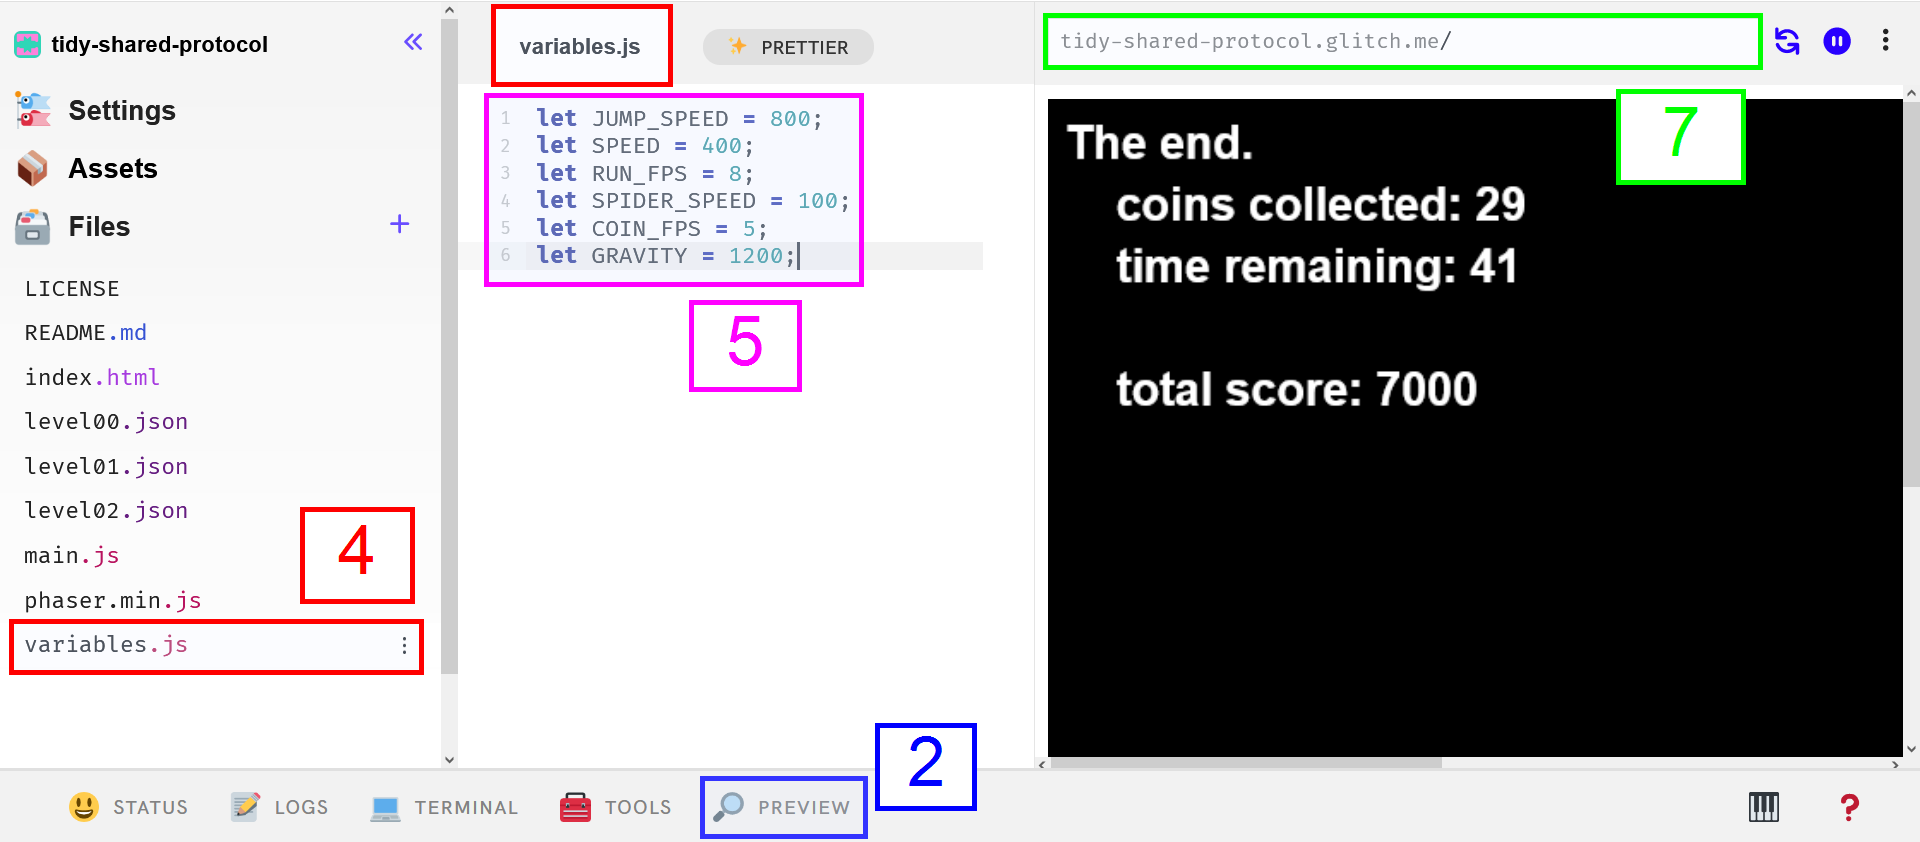 tidy-shared-protocol
Settings
Assets
Files
LICENSE
README.md
index.html
level00.json
level01.json
level02.json
main.js
phaser.min.js
variables.js
4
variables.js
PRETTIER
1 let JUMP_SPEED = 800;
2 let SPEED = 400;
3 let RUN_FPS = 8;
4 let SPIDER_SPEED = 100;
5 let COIN_FPS = 5;
6 let GRAVITY = 1200;
5
tidy-shared-protocol.glitch.me/
7
The end.
coins collected: 29
time remaining: 41
total score: 7000
2
STATUS
LOGS
TERMINAL
TOOLS
PREVIEW
?